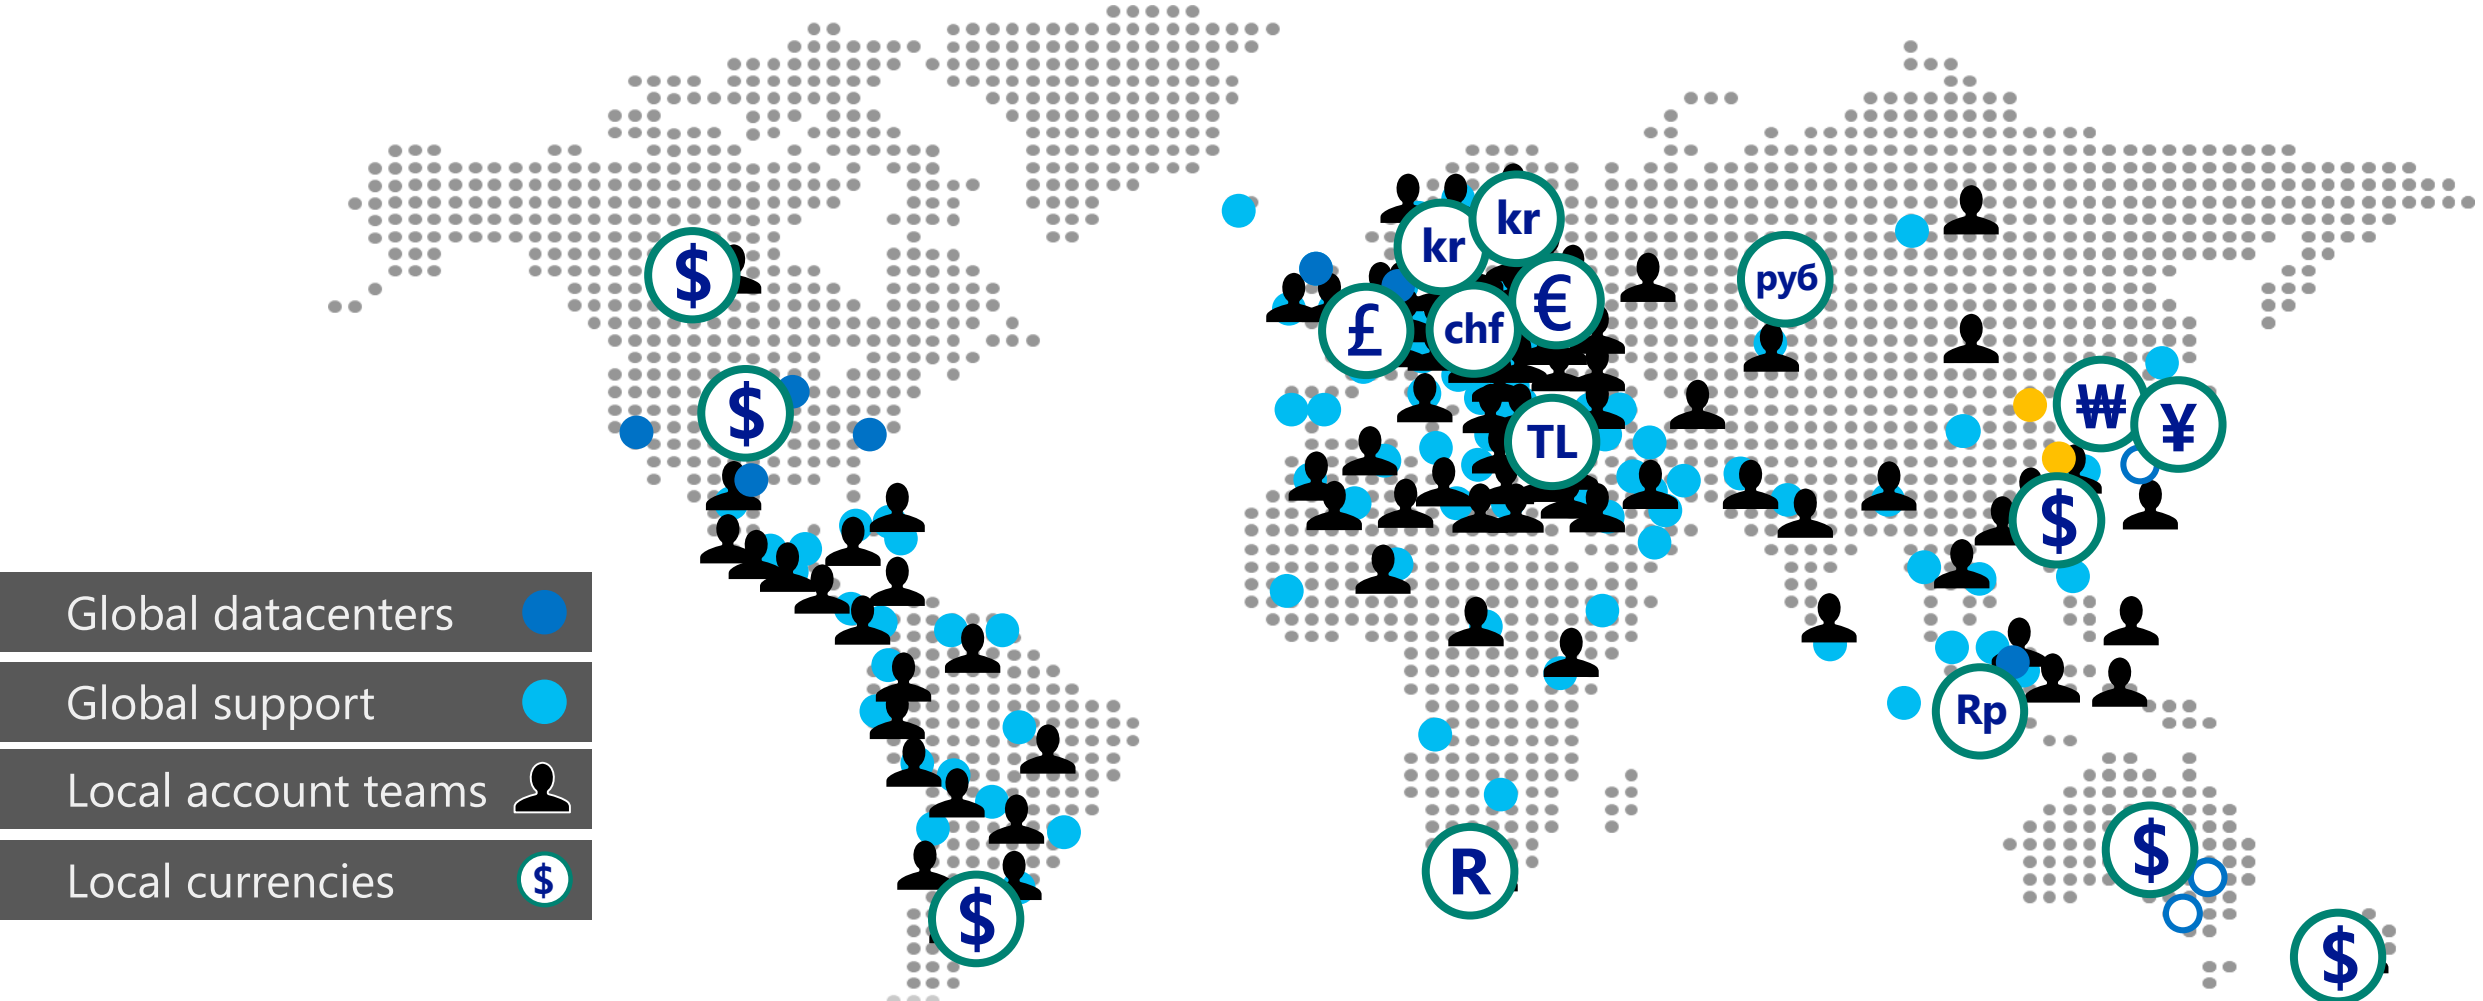 kr
kr
$
руб
€
£
chf
$
₩
¥
TL
$
Global datacenters
Global support
Rp
Local account teams
$
R
Local currencies $
$
$